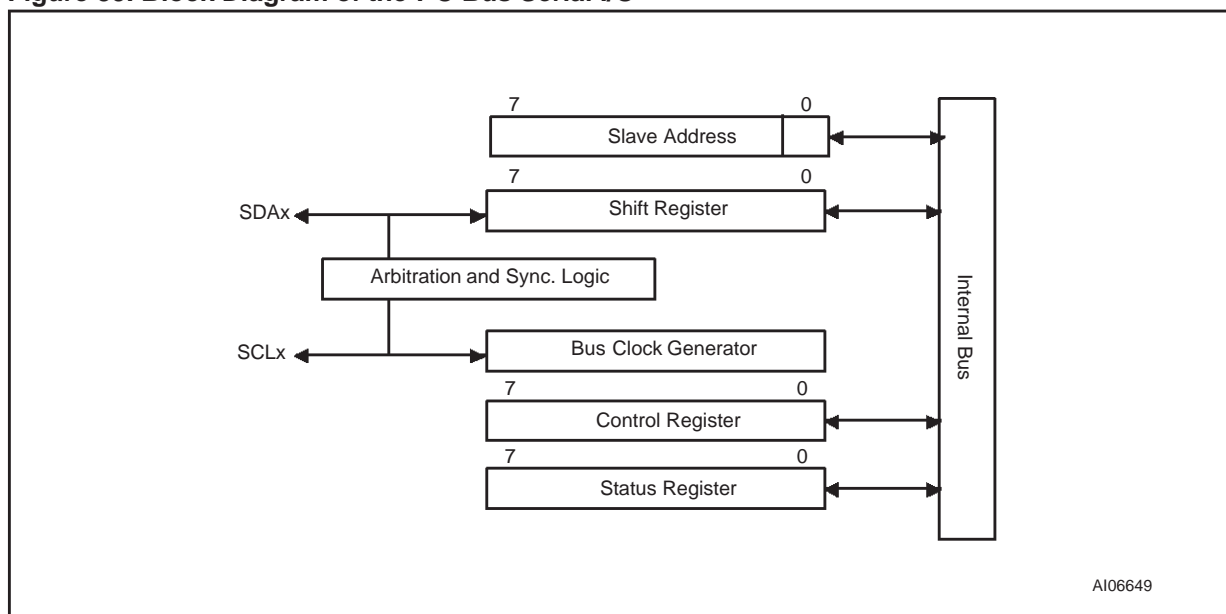 7 0
Slave Address
7 0
SDAx
Shift Register
Arbitration and Sync. Logic
SCLx
Bus Clock Generator
7 0
Control Register
7 0
Status Register
Internal Bus
AI06649